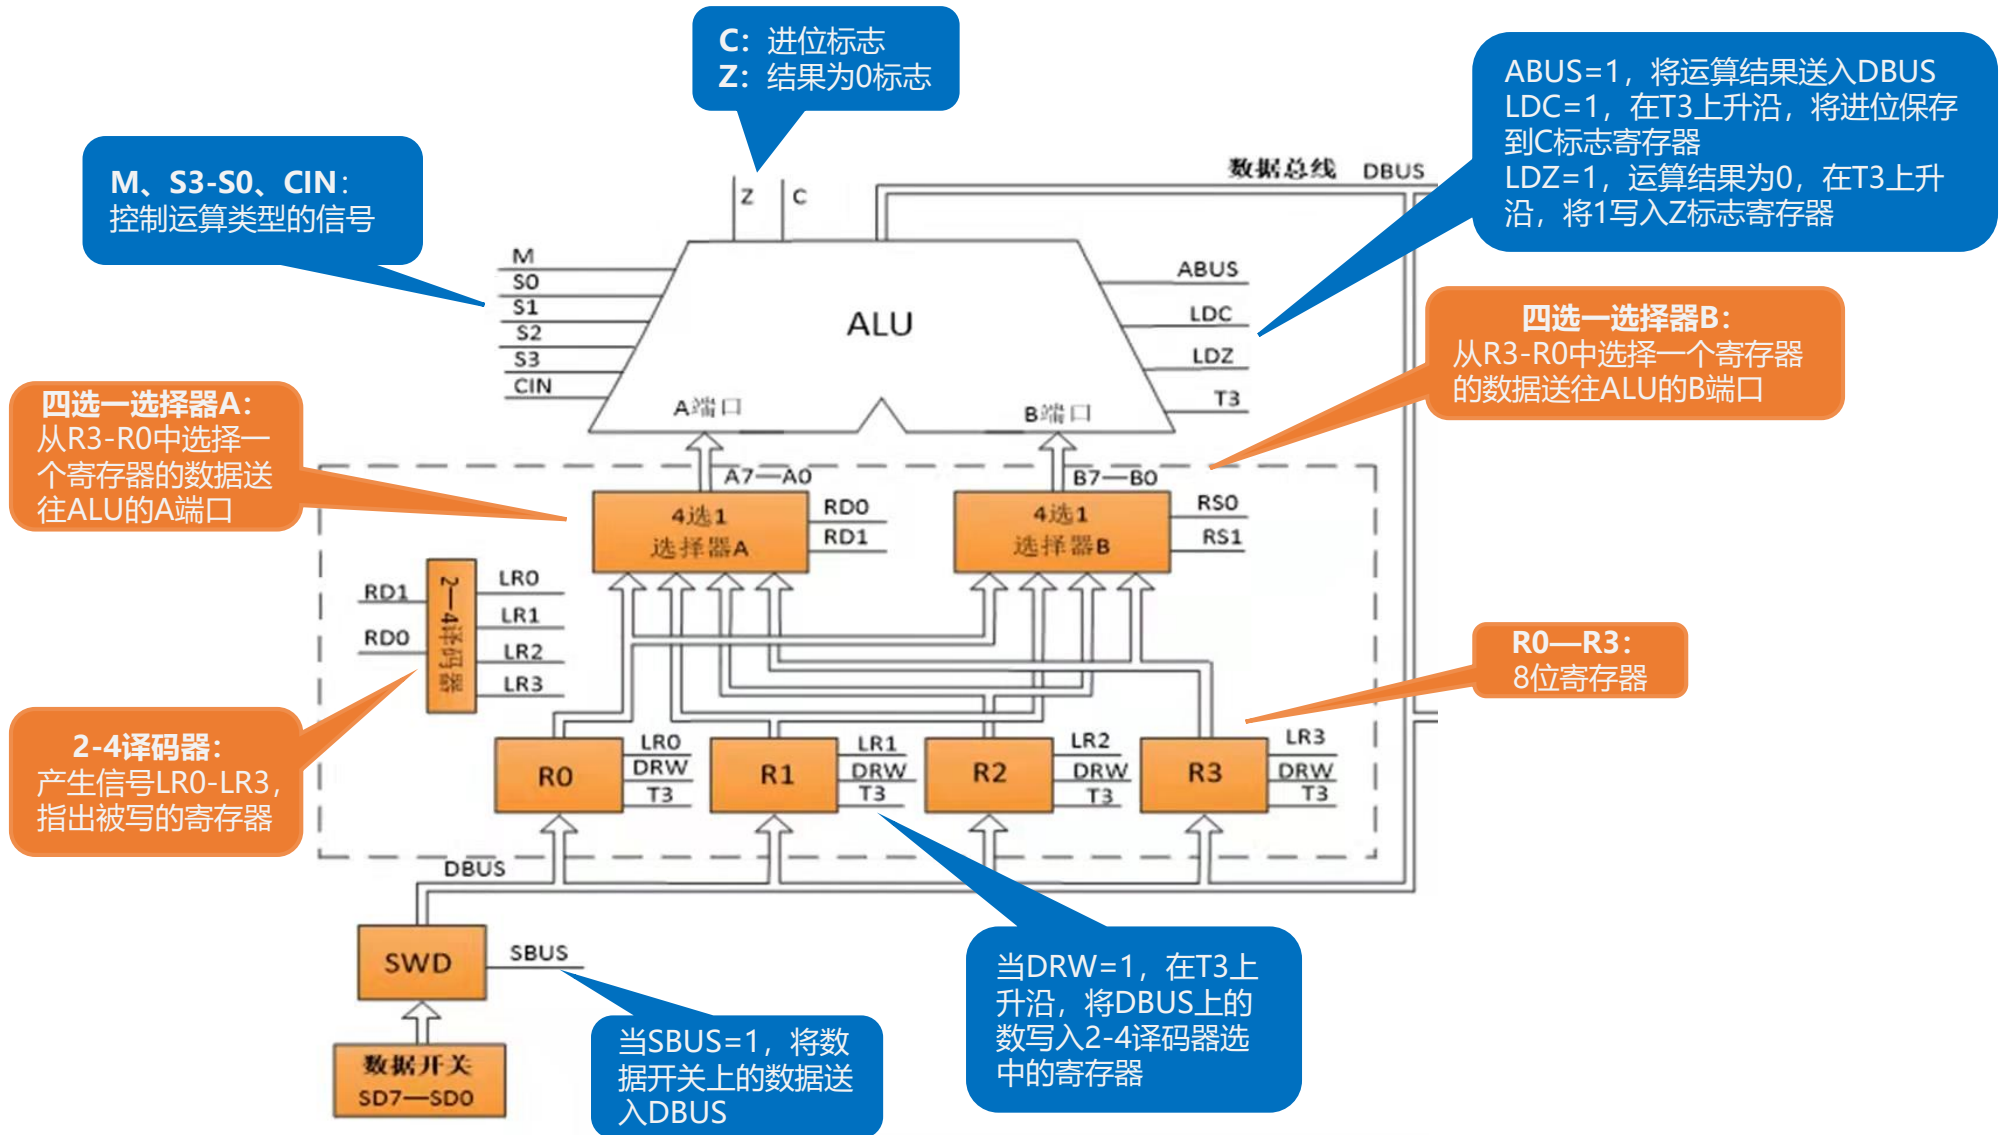 C：进位标志
Z：结果为0标志
ABUS=1，将运算结果送入DBUS
LDC=1，在T3上升沿，将进位保存
到C标志寄存器
LDZ=1，运算结果为0，在T3上升
沿，将1写入Z标志寄存器
M、S3-S0、CIN：
控制运算类型的信号
数据总线 DBUS
Z
C
M
S0
S1
S2
S3
CIN
ALU
ABUS
LDC
LDZ
T3
A端口
B端口
四选一选择器B：
从R3-R0中选择一个寄存器
的数据送往ALU的B端口
四选一选择器A：
从R3-R0中选择一
个寄存器的数据送
往ALU的A端口
A7—A0
B7—B0
4选1
选择器A
RD0
RD1
4选1
选择器B
RS0
RS1
RD1
RD0
2—4译码器
LR0
LR1
LR2
LR3
R0—R3：
8位寄存器
2-4译码器：
产生信号LR0-LR3，
指出被写的寄存器
R0
LR0
DRW
T3
R1
LR1
DRW
T3
R2
LR2
DRW
T3
R3
LR3
DRW
T3
DBUS
SWD
SBUS
数据开关
SD7—SD0
当SBUS=1，将数
据开关上的数据送
入DBUS
当DRW=1，在T3上
升沿，将DBUS上的
数写入2-4译码器选
中的寄存器